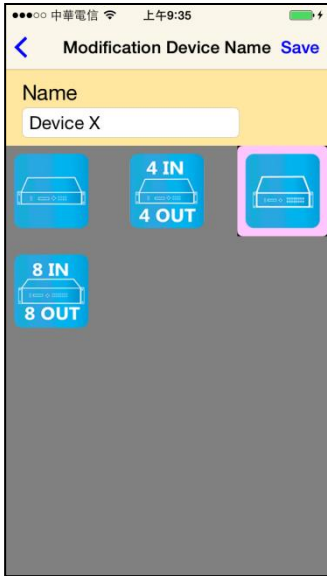 中華電信 上午9:35
Modification Device Name Save
Name
Device X
4 IN
4 OUT
8 IN
8 OUT